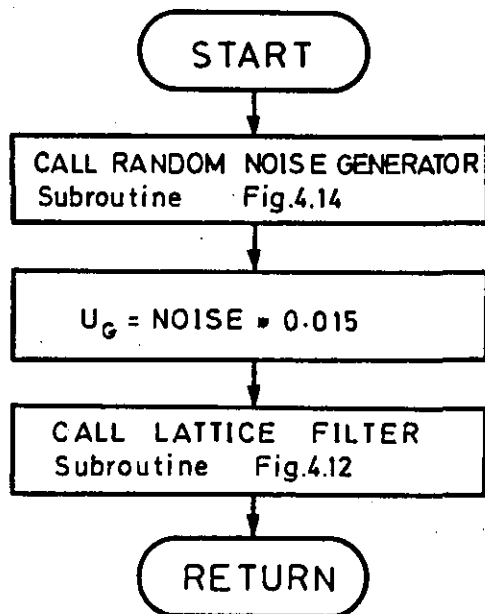 START
CALL RANDOM NOISE GENERATOR
Subroutine Fig.4.14
U_G = NOISE * 0.015
CALL LATTICE FILTER
Subroutine Fig.4.12
RETURN